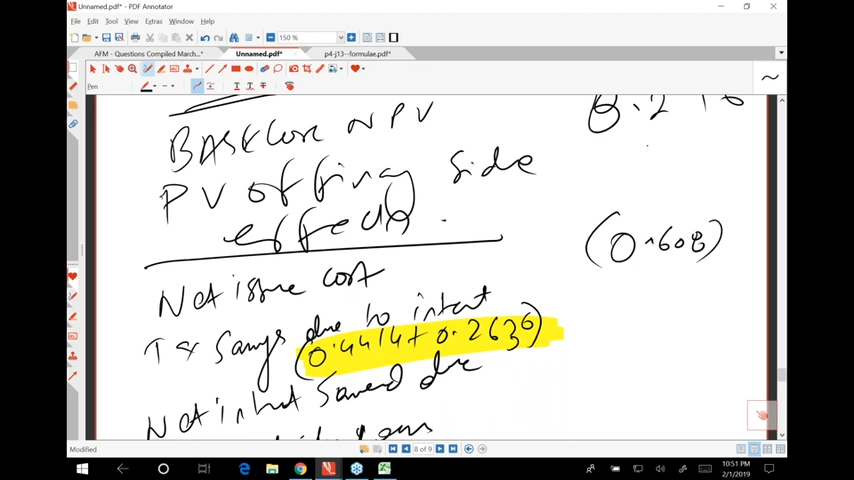 Unnamed.pdf* - PDF Annotator
File Edit Tool View Extras Window Help
150 %
AFM - Questions Compiled March...*
Unnamed.pdf*
p4-j13--formulae.pdf*
Pen
8.2
BASE Case NPV
PV of financing side
effects.
(0.608)
Net issue cost
Tax Savings due to interest
(0.4414 + 0.2636)
Net interest Saved due
Modified
8 of 9
10:51 PM
2/1/2019